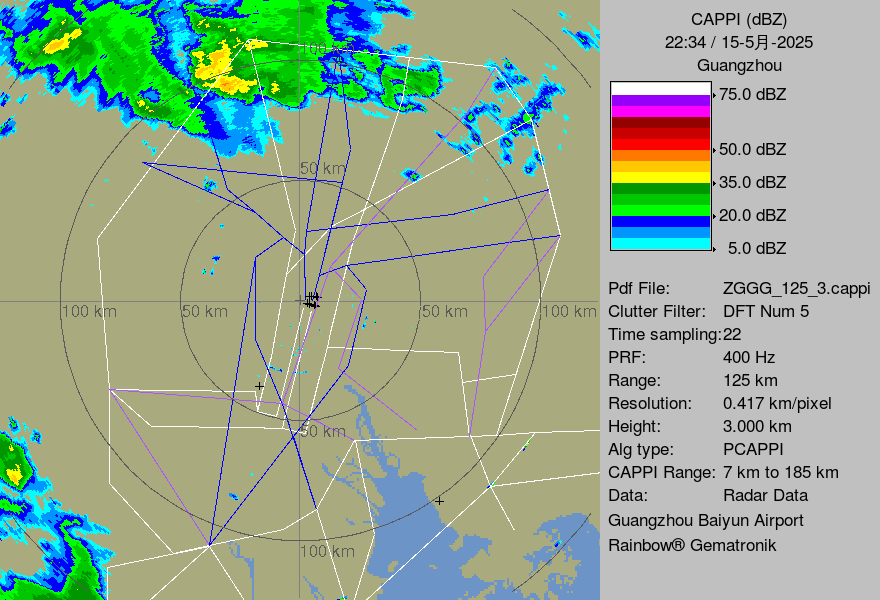 CAPPI (dBZ)
22:34 / 15-5月-2025
Guangzhou
75.0 dBZ
50.0 dBZ
35.0 dBZ
20.0 dBZ
5.0 dBZ
100 km
50 km
100 km
50 km
50 km
100 km
50 km
100 km
Pdf File: ZGGG_125_3.cappi
Clutter Filter: DFT Num 5
Time sampling:22
PRF: 400 Hz
Range: 125 km
Resolution: 0.417 km/pixel
Height: 3.000 km
Alg type: PCAPPI
CAPPI Range: 7 km to 185 km
Data: Radar Data
Guangzhou Baiyun Airport
Rainbow® Gematronik